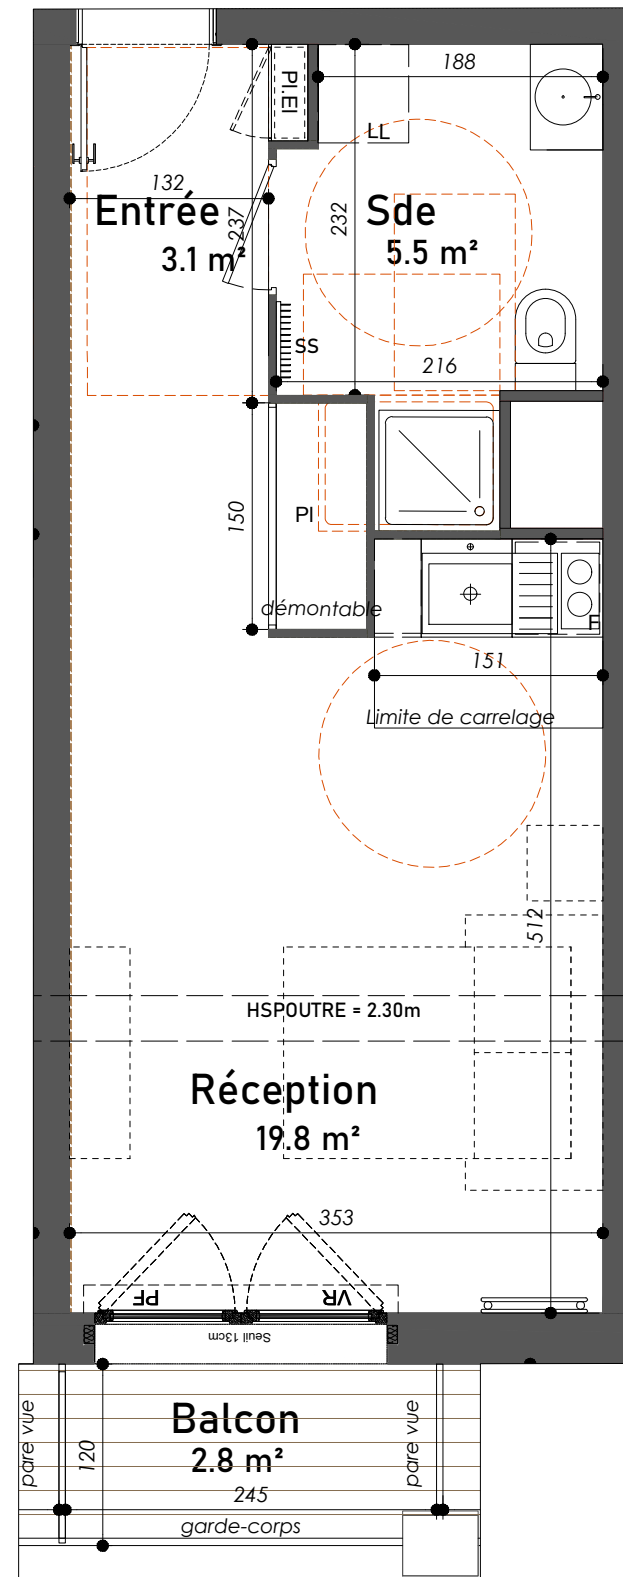 188
PI.EI
LL
132
Entrée
3.1 m²
237
232
Sde
5.5 m²
SS
216
150
PI
démontable
F
151
Limite de carrelage
512
HSPOUTRE = 2.30m
Réception
19.8 m²
353
PF
VR
Seuil 13cm
pare vue
120
Balcon
2.8 m²
pare vue
245
garde-corps